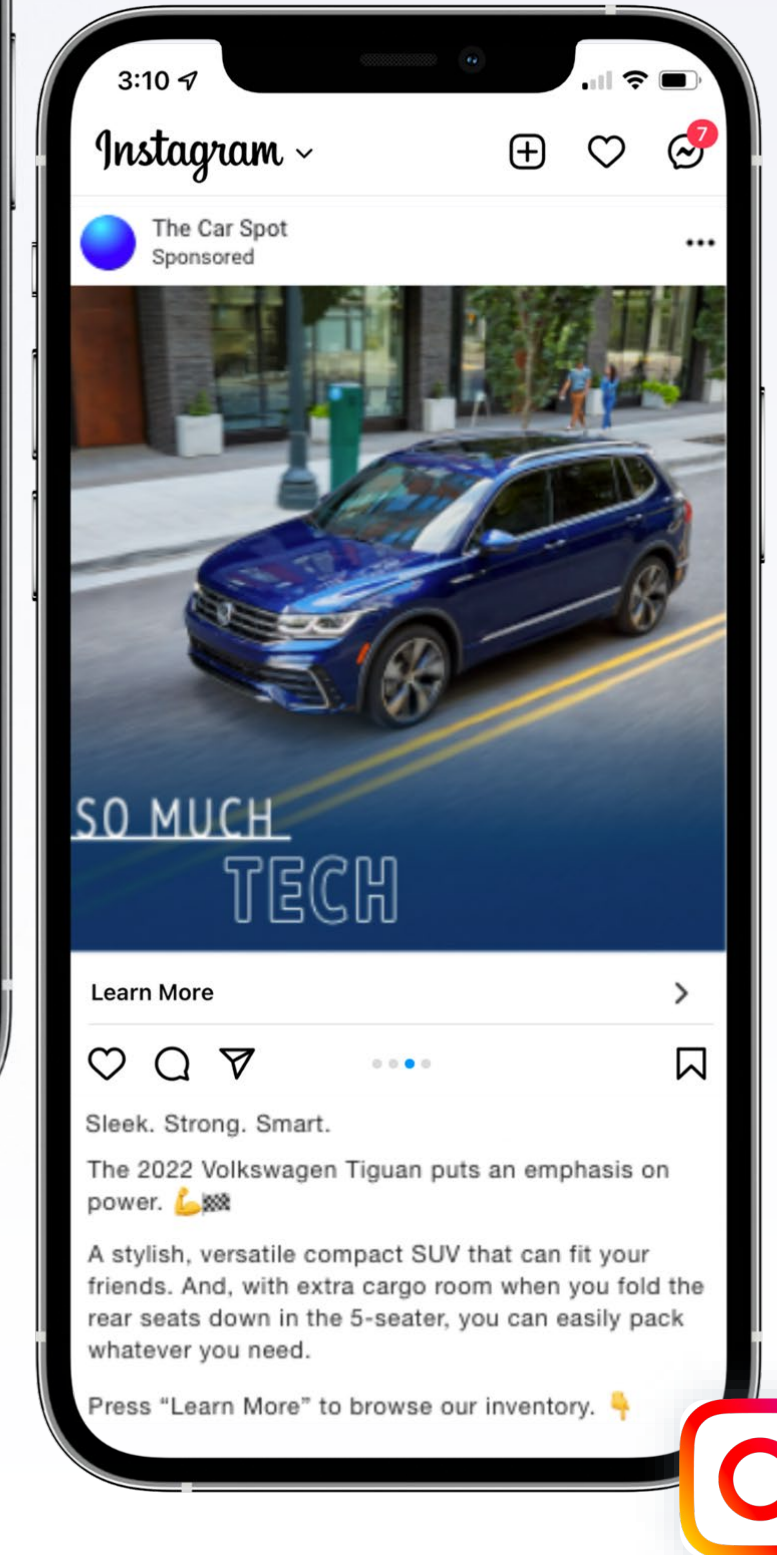 3:10
Instagram
7
The Car Spot
Sponsored
SO MUCH
TECH
Learn More
Sleek. Strong. Smart.
The 2022 Volkswagen Tiguan puts an emphasis on
power. 💪🏁
A stylish, versatile compact SUV that can fit your
friends. And, with extra cargo room when you fold the
rear seats down in the 5-seater, you can easily pack
whatever you need.
Press “Learn More” to browse our inventory. 👇